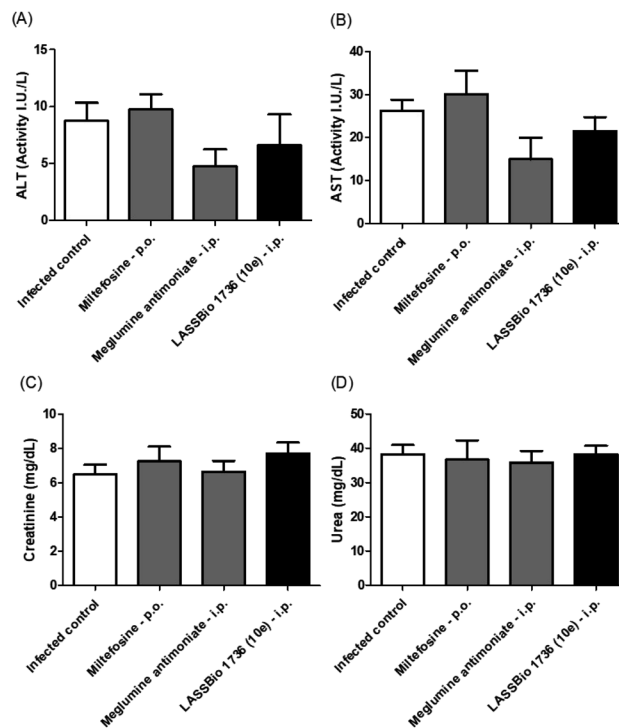 (A)
ALT (Activity I.U./L)
15
10
5
0
Infected control
Miltefosine - p.o.
Meglumine antimoniate - i.p.
LASSBio 1736 (10e) - i.p.
(B)
AST (Activity I.U./L)
40
30
20
10
0
Infected control
Miltefosine - p.o.
Meglumine antimoniate - i.p.
LASSBio 1736 (10e) - i.p.
(C)
Creatinine (mg/dL)
8
6
4
2
0
Infected control
Miltefosine - p.o.
Meglumine antimoniate - i.p.
LASSBio 1736 (10e) - i.p.
(D)
Urea (mg/dL)
50
40
30
20
10
0
Infected control
Miltefosine - p.o.
Meglumine antimoniate - i.p.
LASSBio 1736 (10e) - i.p.